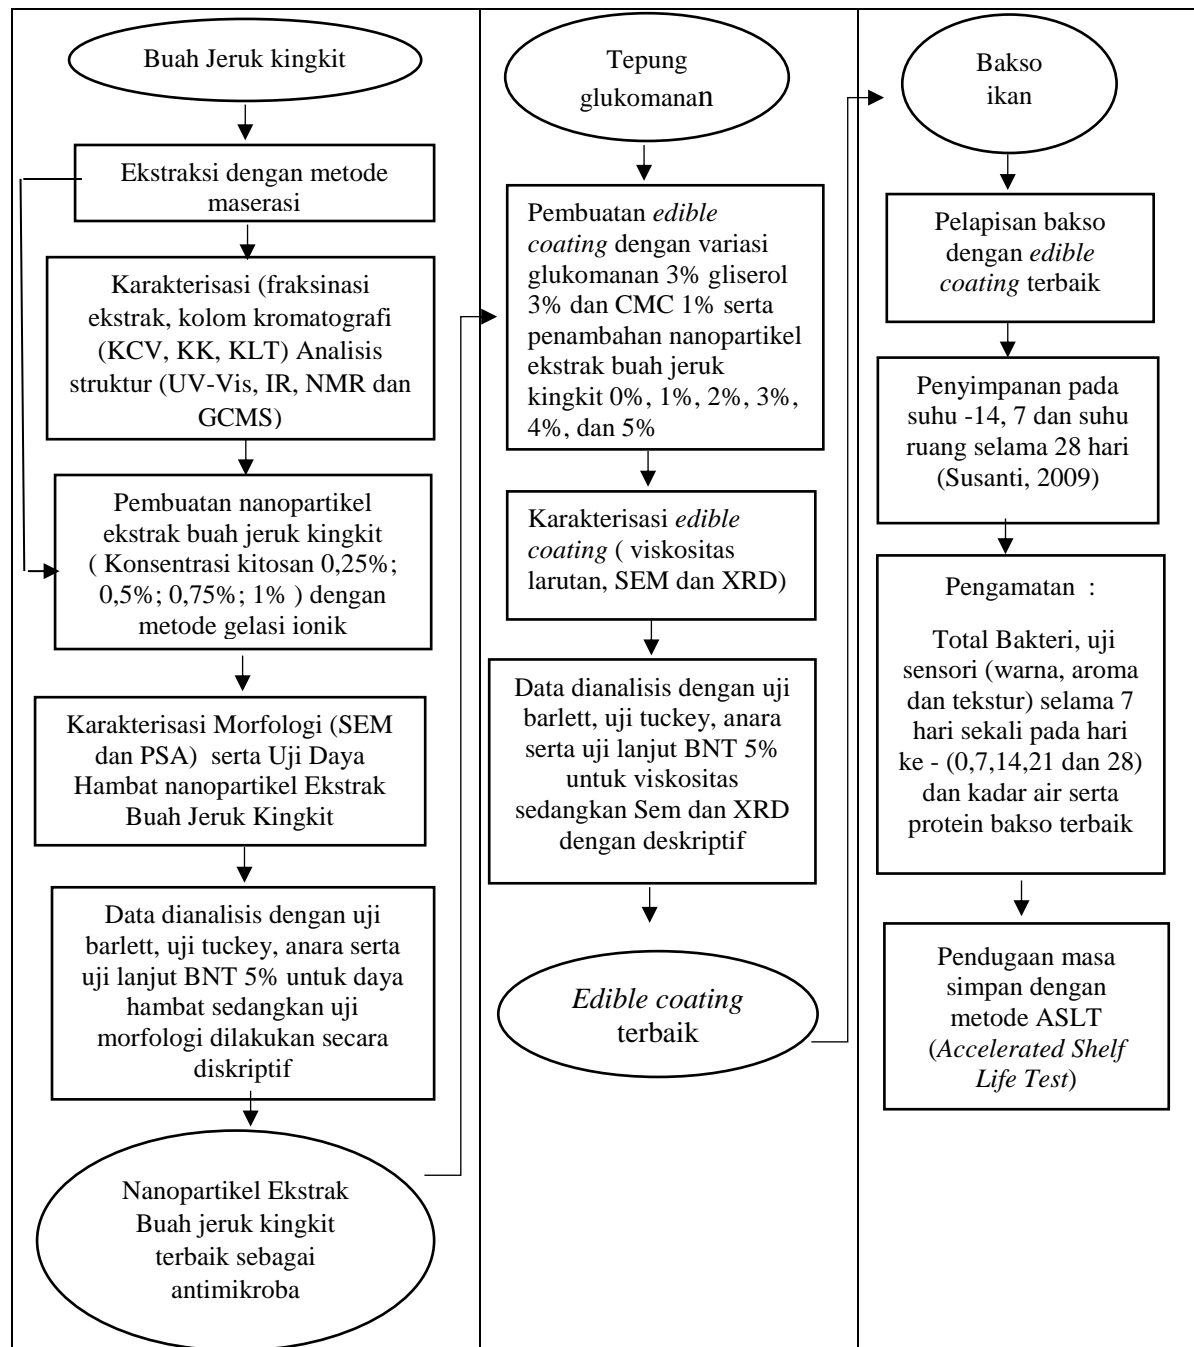 Buah Jeruk kingkit
Ekstraksi dengan metode
maserasi
Karakterisasi (fraksinasi
ekstrak, kolom kromatografi
(KCV, KK, KLT) Analisis
struktur (UV-Vis, IR, NMR dan
GCMS)
Pembuatan nanopartikel
ekstrak buah jeruk kingkit
( Konsentrasi kitosan 0,25%;
0,5%; 0,75%; 1% ) dengan
metode gelasi ionik
Karakterisasi Morfologi (SEM
dan PSA) serta Uji Daya
Hambat nanopartikel Ekstrak
Buah Jeruk Kingkit
Data dianalisis dengan uji
barlett, uji tuckey, anara serta
uji lanjut BNT 5% untuk daya
hambat sedangkan uji
morfologi dilakukan secara
diskriptif
Nanopartikel Ekstrak
Buah jeruk kingkit
terbaik sebagai
antimikroba
Tepung
glukomanan
Pembuatan edible
coating dengan variasi
glukomanan 3% gliserol
3% dan CMC 1% serta
penambahan nanopartikel
ekstrak buah jeruk
kingkit 0%, 1%, 2%, 3%,
4%, dan 5%
Karakterisasi edible
coating ( viskositas
larutan, SEM dan XRD)
Data dianalisis dengan uji
barlett, uji tuckey, anara
serta uji lanjut BNT 5%
untuk viskositas
sedangkan Sem dan XRD
dengan deskriptif
Edible coating
terbaik
Bakso
ikan
Pelapisan bakso
dengan edible
coating terbaik
Penyimpanan pada
suhu -14, 7 dan suhu
ruang selama 28 hari
(Susanti, 2009)
Pengamatan :
Total Bakteri, uji
sensori (warna, aroma
dan tekstur) selama 7
hari sekali pada hari
ke - (0,7,14,21 dan 28)
dan kadar air serta
protein bakso terbaik
Pendugaan masa
simpan dengan
metode ASLT
(Accelerated Shelf
Life Test)